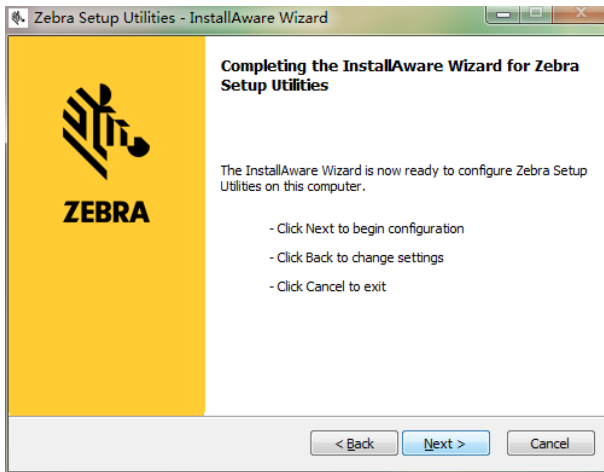 Zebra Setup Utilities - InstallAware Wizard
Completing the InstallAware Wizard for Zebra
Setup Utilities
The InstallAware Wizard is now ready to configure Zebra Setup
Utilities on this computer.
- Click Next to begin configuration
- Click Back to change settings
- Click Cancel to exit
ZEBRA
< Back
Next >
Cancel